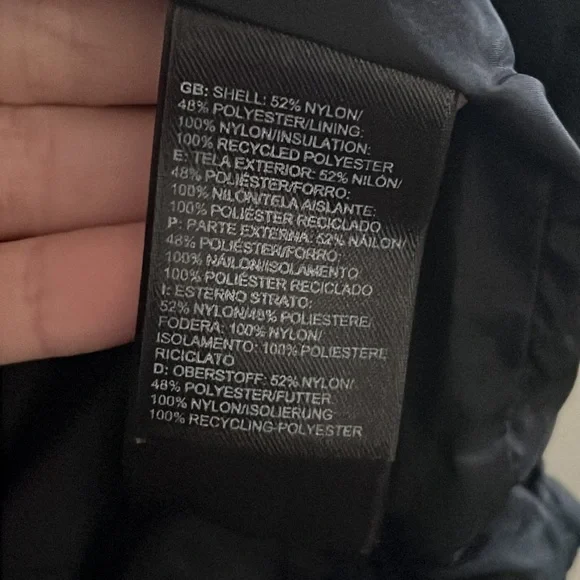 GB: SHELL: 52% NYLON/
48% POLYESTER/LINING:
100% NYLON/INSULATION:
100% RECYCLED POLYESTER
E: TELA EXTERIOR: 52% NILÓN/
48% POLIÉSTER/FORRO:
100% NILÓN/TELA AISLANTE:
100% POLIÉSTER RECICLADO
P: PARTE EXTERNA: 52% NÁILON/
48% POLIÉSTER/FORRO:
100% NÁILON/ISOLAMENTO
100% POLIÉSTER RECICLADO
I: ESTERNO STRATO:
52% NYLON/48% POLIESTERE/
FODERA: 100% NYLON/
ISOLAMENTO: 100% POLIESTERE
RICICLATO
D: OBERSTOFF: 52% NYLON/
48% POLYESTER/FUTTER
100% NYLON/ISOLIERUNG
100% RECYCLING-POLYESTER